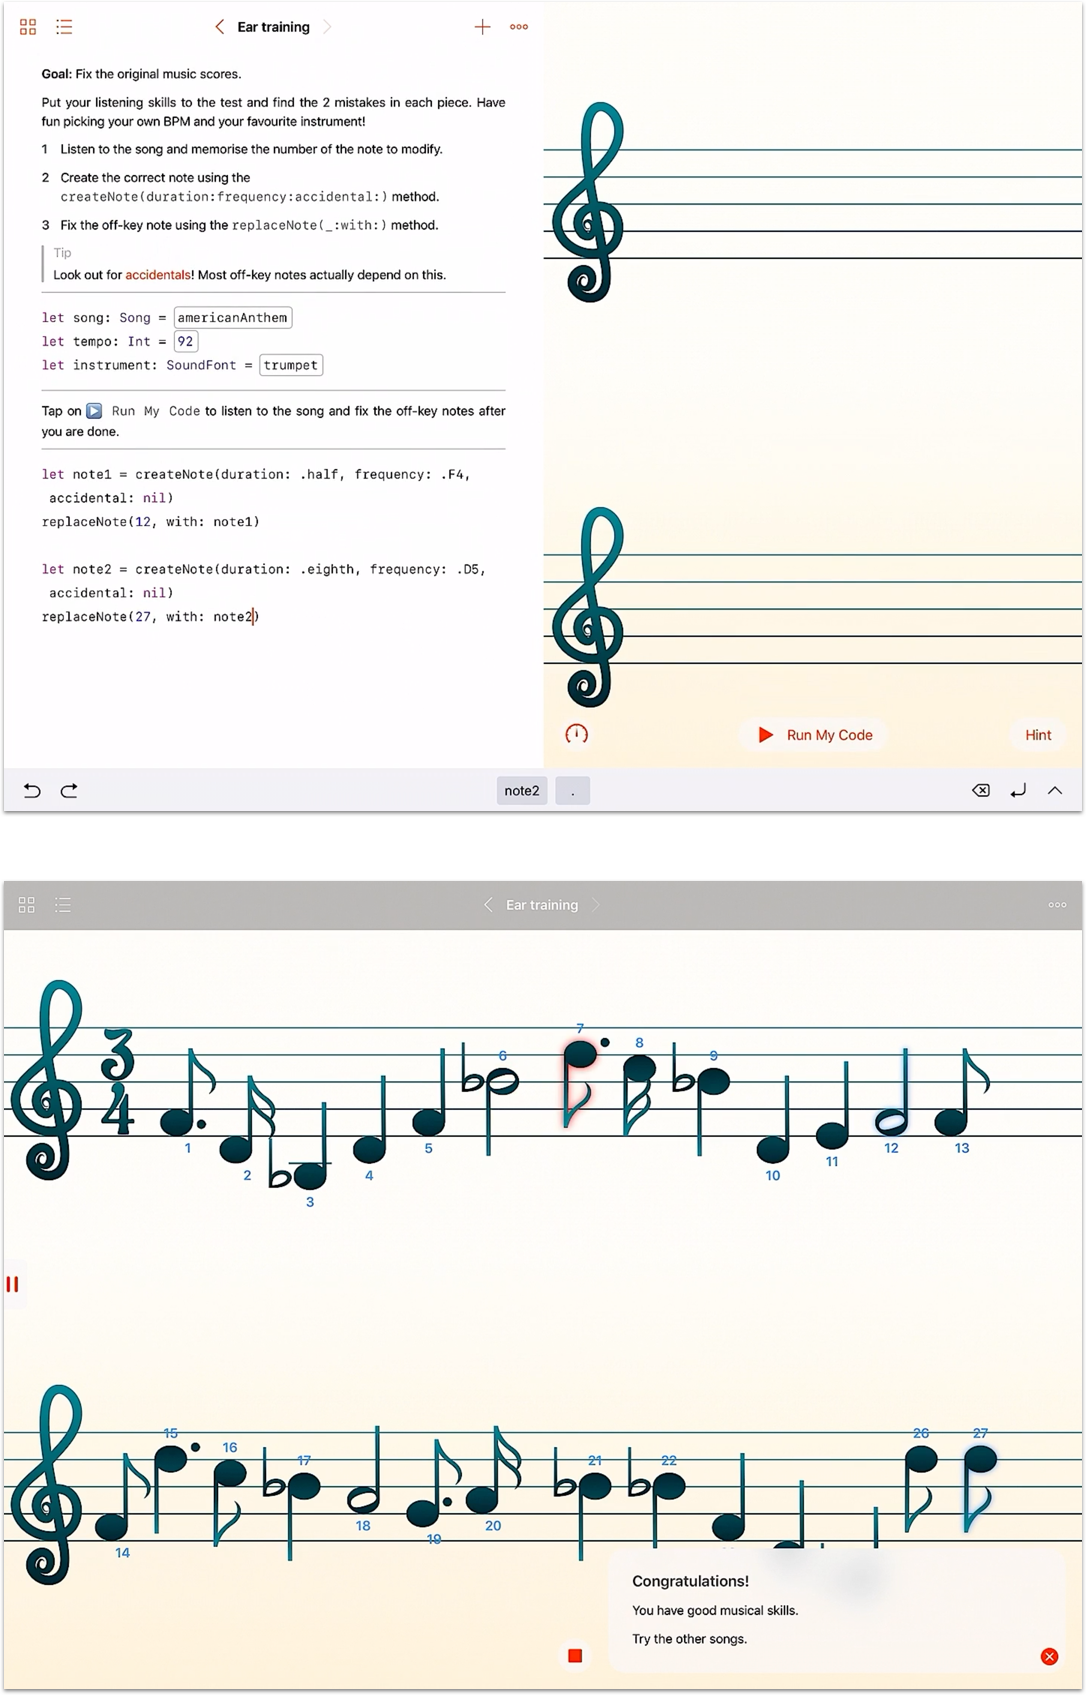 Ear training
Goal: Fix the original music scores.
Put your listening skills to the test and find the 2 mistakes in each piece. Have
fun picking your own BPM and your favourite instrument!
1 Listen to the song and memorise the number of the note to modify.
2 Create the correct note using the
createNote(duration:frequency:accidental:) method.
3 Fix the off-key note using the replaceNote(_:with:) method.
Tip
Look out for accidentals! Most off-key notes actually depend on this.
let song: Song = americanAnthem
let tempo: Int = 92
let instrument: SoundFont = trumpet
Tap on Run My Code to listen to the song and fix the off-key notes after
you are done.
let note1 = createNote(duration: .half, frequency: .F4,
accidental: nil)
replaceNote(12, with: note1)
let note2 = createNote(duration: .eighth, frequency: .D5,
accidental: nil)
replaceNote(27, with: note2)
Run My Code
Hint
note2
.
Ear training
3
4
7
8
6
9
1
5
11
12
13
2
4
10
3
15
26
27
16
17
21
22
18
20
19
14
Congratulations!
You have good musical skills.
Try the other songs.